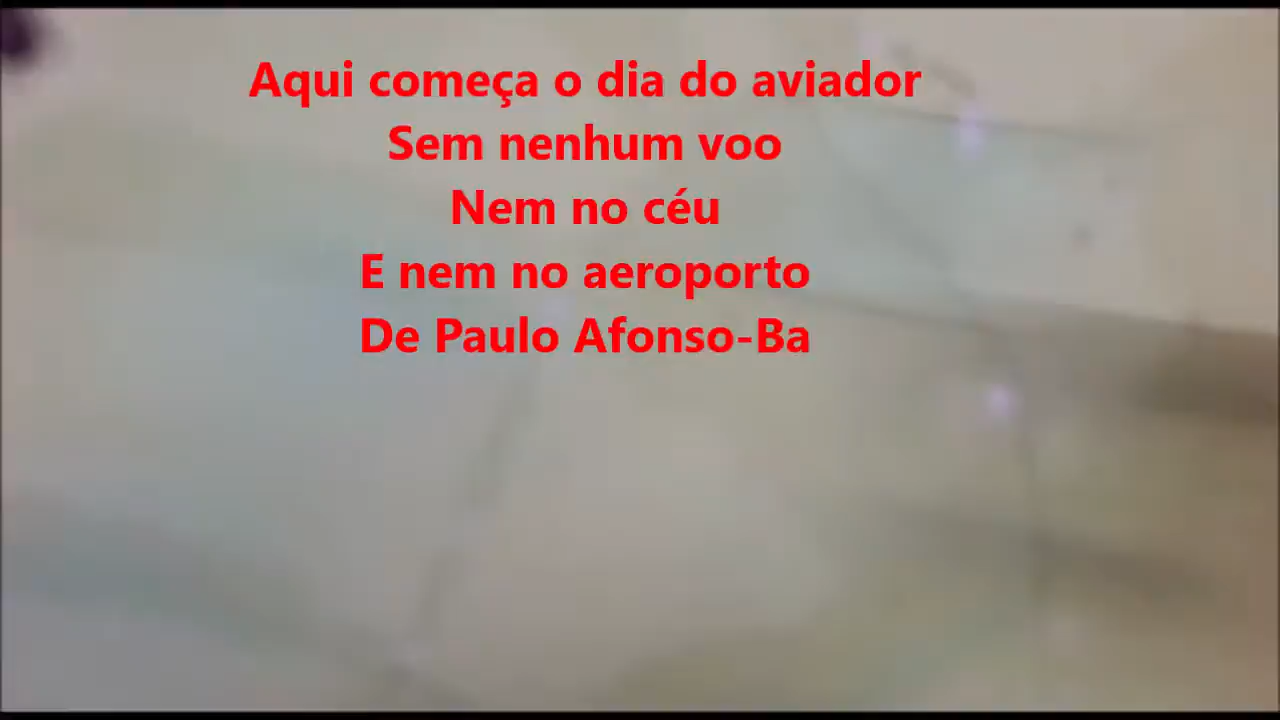 Aqui começa o dia do aviador
Sem nenhum voo
Nem no céu
E nem no aeroporto
De Paulo Afonso-Ba